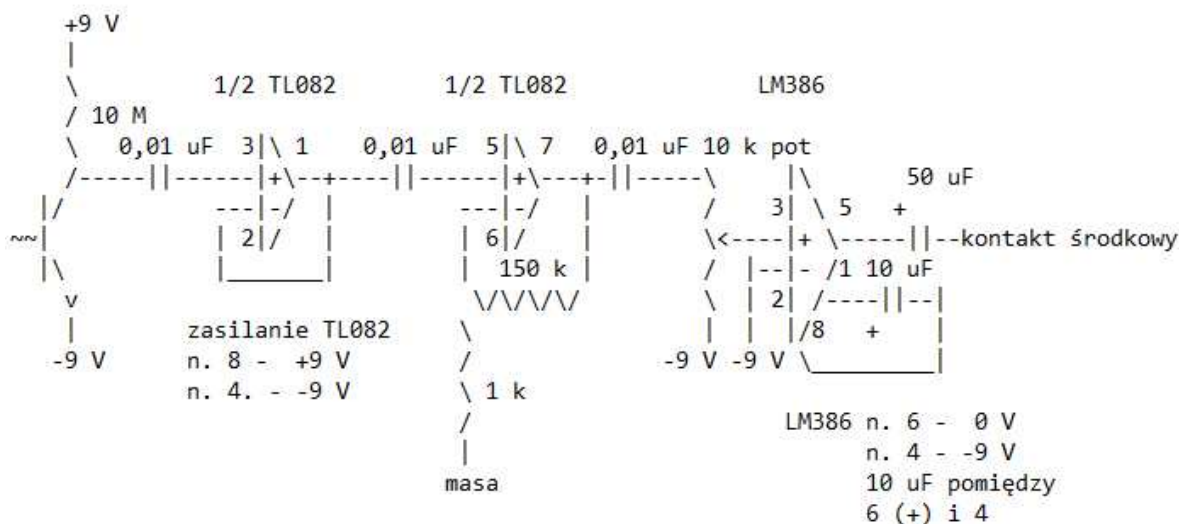 +9 V
1/2 TL082 1/2 TL082 LM386
10 M
0,01 uF 3 1 0,01 uF 5 7 0,01 uF 10 k pot
+ + + + 50 uF
- - 3 5 +
~~ 2 6 + kontakt środkowy
150 k - 1 10 uF
v 2
zasilanie TL082 8 +
-9 V n. 8 - +9 V -9 V -9 V
n. 4. - -9 V 1 k
LM386 n. 6 - 0 V
n. 4 - -9 V
masa 10 uF pomiędzy
6 (+) i 4